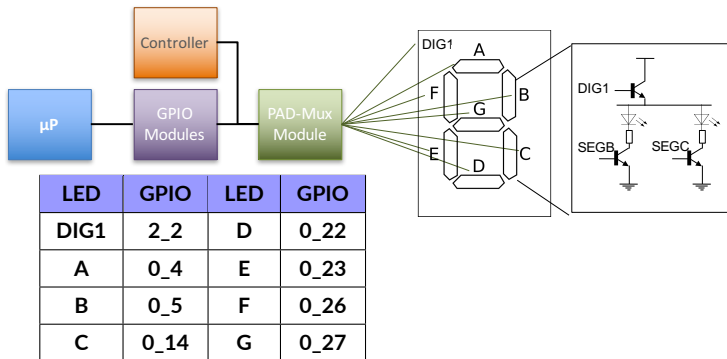 Controller
µP
GPIO
Modules
PAD-Mux
Module
DIG1
A
F
B
G
E
C
D
DIG1
SEGB
SEGC
LED GPIO LED GPIO
DIG1 2_2 D 0_22
A 0_4 E 0_23
B 0_5 F 0_26
C 0_14 G 0_27